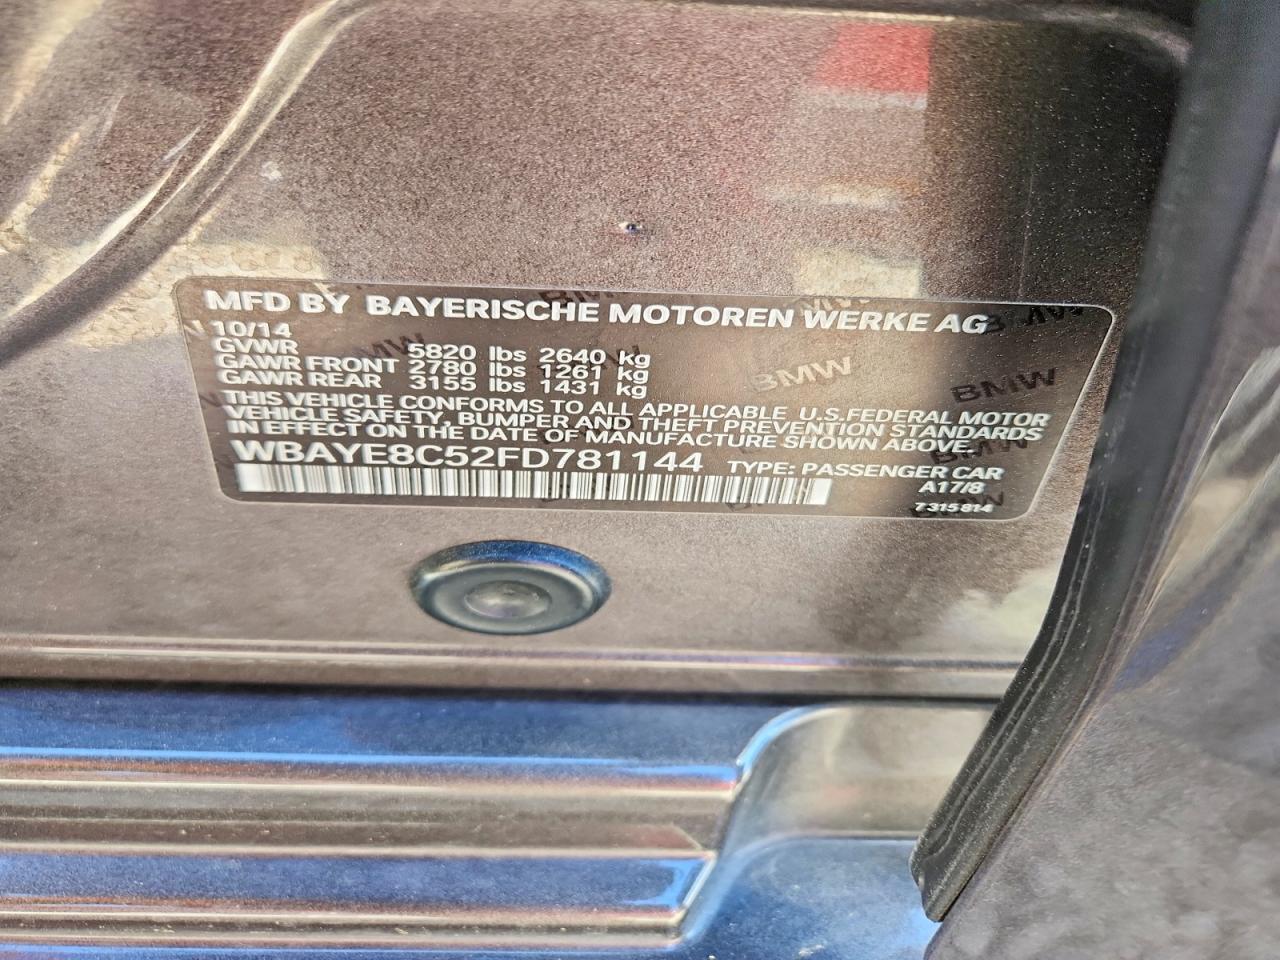 MFD BY BAYERISCHE MOTOREN WERKE AG
10/14
GVWR 5820 lbs 2640 kg
GAWR FRONT 2780 lbs 1261 kg
GAWR REAR 3155 lbs 1431 kg
THIS VEHICLE CONFORMS TO ALL APPLICABLE U.S.FEDERAL MOTOR
VEHICLE SAFETY, BUMPER AND THEFT PREVENTION STANDARDS
IN EFFECT ON THE DATE OF MANUFACTURE SHOWN ABOVE.
WBAYE8C52FD781144 TYPE: PASSENGER CAR
A17/8
7 315 814
BMW
BMW
BMW